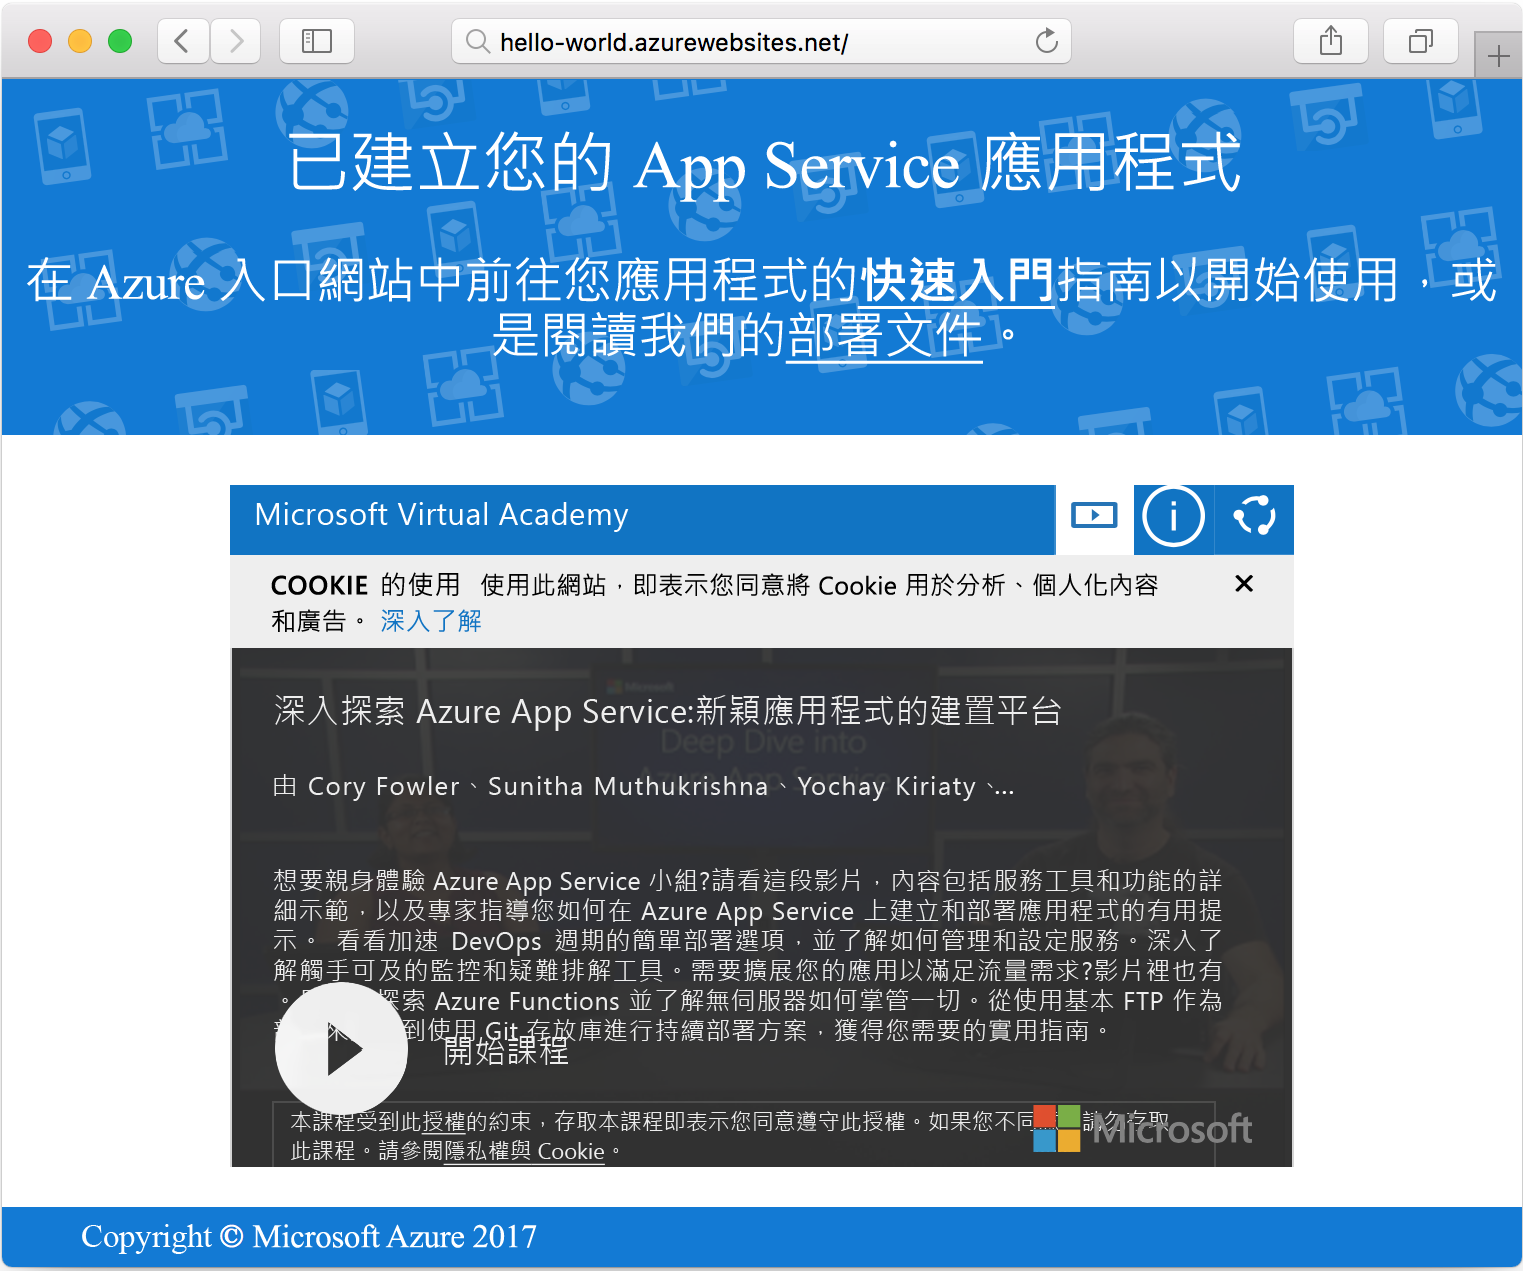 hello-world.azurewebsites.net/
已建立您的 App Service 應用程式
在 Azure 入口網站中前往您應用程式的快速入門指南以開始使用，或
是閱讀我們的部署文件。
Microsoft Virtual Academy
COOKIE 的使用 使用此網站，即表示您同意將 Cookie 用於分析、個人化內容
和廣告。 深入了解
Microsoft
深入探索 Azure App Service:新穎應用程式的建置平台
Deep Dive into
Azure App Service
由 Cory Fowler、Sunitha Muthukrishna、Yochay Kiriaty、...
想要親身體驗 Azure App Service 小組?請看這段影片，內容包括服務工具和功能的詳
細示範，以及專家指導您如何在 Azure App Service 上建立和部署應用程式的有用提
示。 看看加速 DevOps 週期的簡單部署選項，並了解如何管理和設定服務。深入了
解觸手可及的監控和疑難排解工具。需要擴展您的應用以滿足流量需求?影片裡也有
。探索 Azure Functions 並了解無伺服器如何掌管一切。從使用基本 FTP 作為
到使用 Git 存放庫進行持續部署方案，獲得您需要的實用指南。
開始課程
本課程受到此授權的約束，存取本課程即表示您同意遵守此授權。如果您不同 請勿存取
此課程。請參閱隱私權與 Cookie。
Microsoft
Copyright © Microsoft Azure 2017